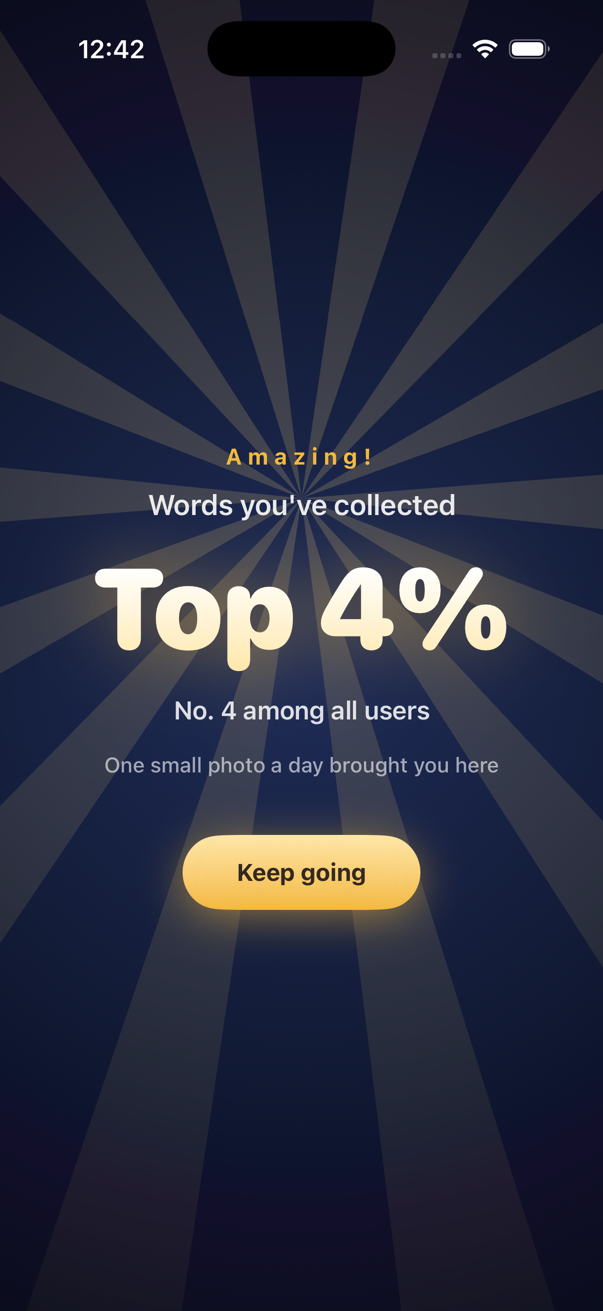 12:42
Amazing!
Words you've collected
Top 4%
No. 4 among all users
One small photo a day brought you here
Keep going